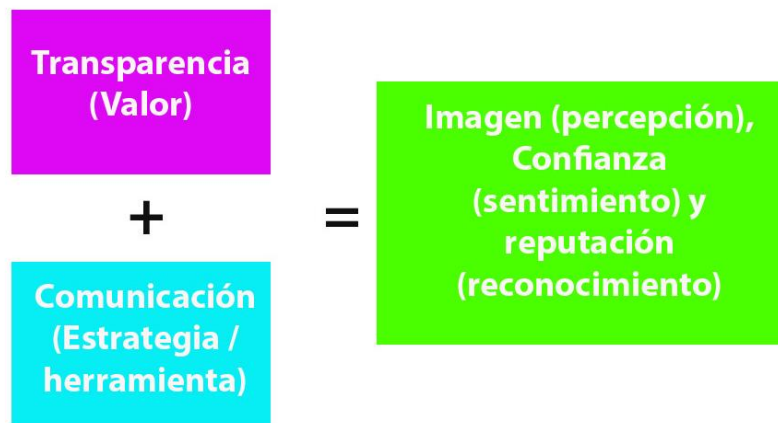 Transparencia
(Valor)
+
Comunicación
(Estrategia /
herramienta)
=
Imagen (percepción),
Confianza
(sentimiento) y
reputación
(reconocimiento)